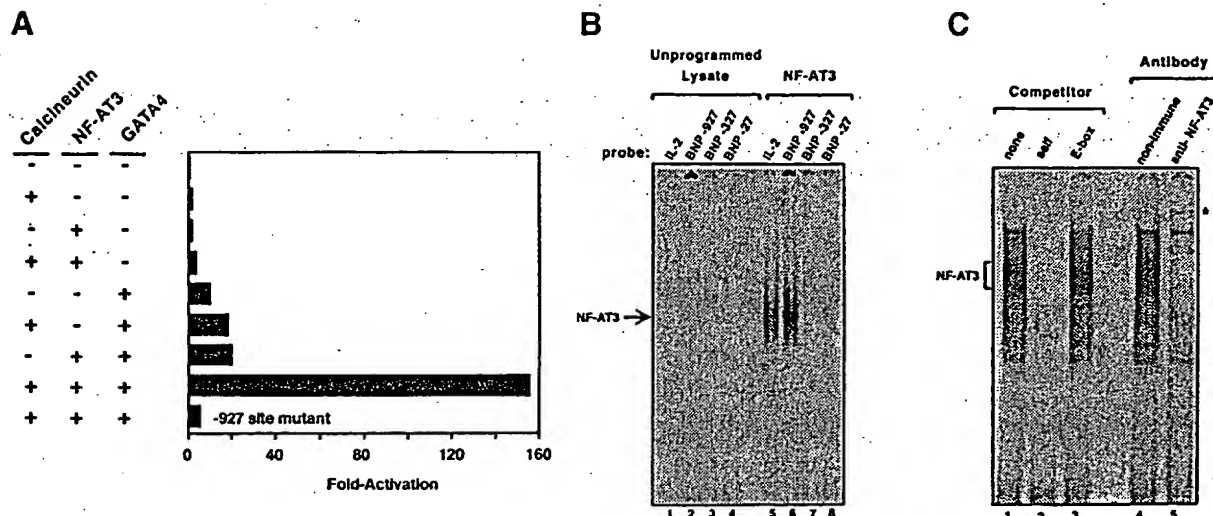 A
Calcineurin NF-AT3 GATA4
- - -
+ - -
- + -
+ + -
- - +
+ - +
- + +
+ + +
+ + + -927 site mutant
0 40 80 120 160
Fold-Activation
B
Unprogrammed
Lysate NF-AT3
probe: IL-2 BNP -927 BNP -327 BNP -27 IL-2 BNP -927 BNP -327 BNP -27
NF-AT3
1 2 3 4 5 6 7 8
C
Antibody
Competitor
none self E-box non-immune anti-NF-AT3
*
NF-AT3
1 2 3 4 5